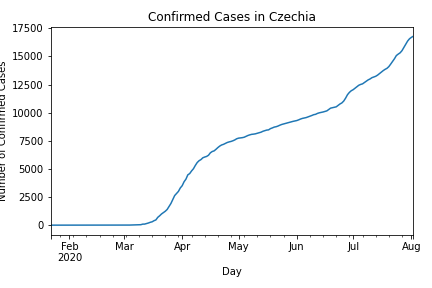 Confirmed Cases in Czechia
17500
15000
12500
10000
7500
5000
2500
0
Number of Confirmed Cases
Feb Mar Apr May Jun Jul Aug
2020
Day